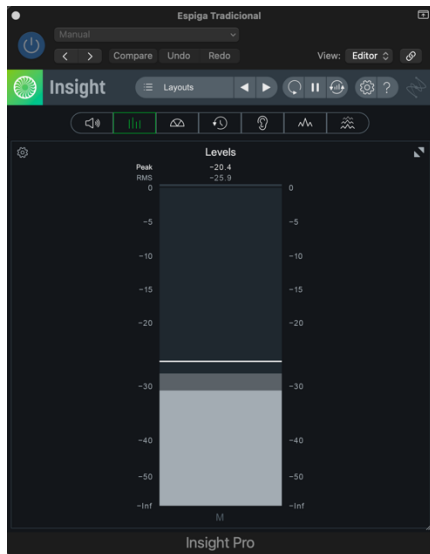 Espiga Tradicional
Manual
Compare Undo Redo View: Editor
Insight Layouts ?
Levels
Peak -20.4
RMS -25.9
0 0
-5 -5
-10 -10
-15 -15
-20 -20
-30 -30
-40 -40
-50 -50
-Inf -Inf
M
Insight Pro